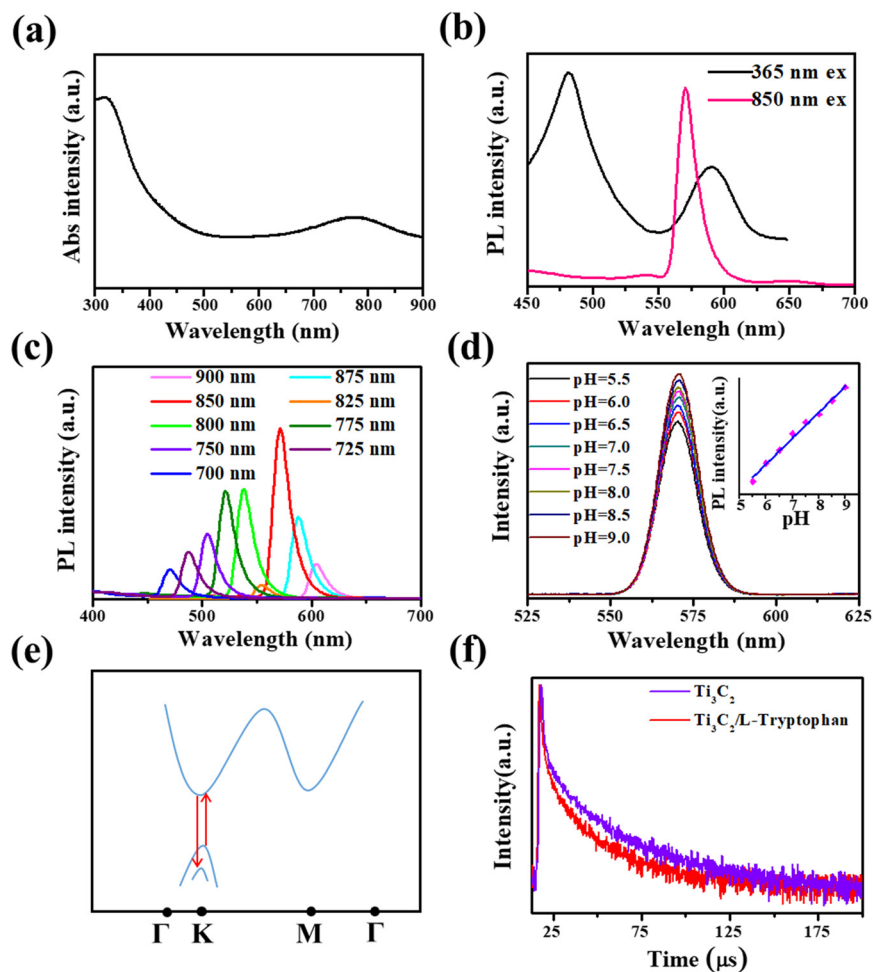 (a)
Abs intensity (a.u.)
300 400 500 600 700 800 900
Wavelength (nm)
(b)
PL intensity (a.u.)
365 nm ex
850 nm ex
450 500 550 600 650 700
Wavelength (nm)
(c)
PL intensity (a.u.)
900 nm
850 nm
800 nm
750 nm
700 nm
875 nm
825 nm
775 nm
725 nm
400 500 600 700
Wavelength (nm)
(d)
Intensity (a.u.)
pH=5.5
pH=6.0
pH=6.5
pH=7.0
pH=7.5
pH=8.0
pH=8.5
pH=9.0
PL intensity(a.u.)
5 6 7 8 9
pH
525 550 575 600 625
Wavelength (nm)
(e)
Γ K M Γ
(f)
Intensity(a.u.)
Ti₃C₂
Ti₃C₂/L-Tryptophan
25 75 125 175
Time (μs)